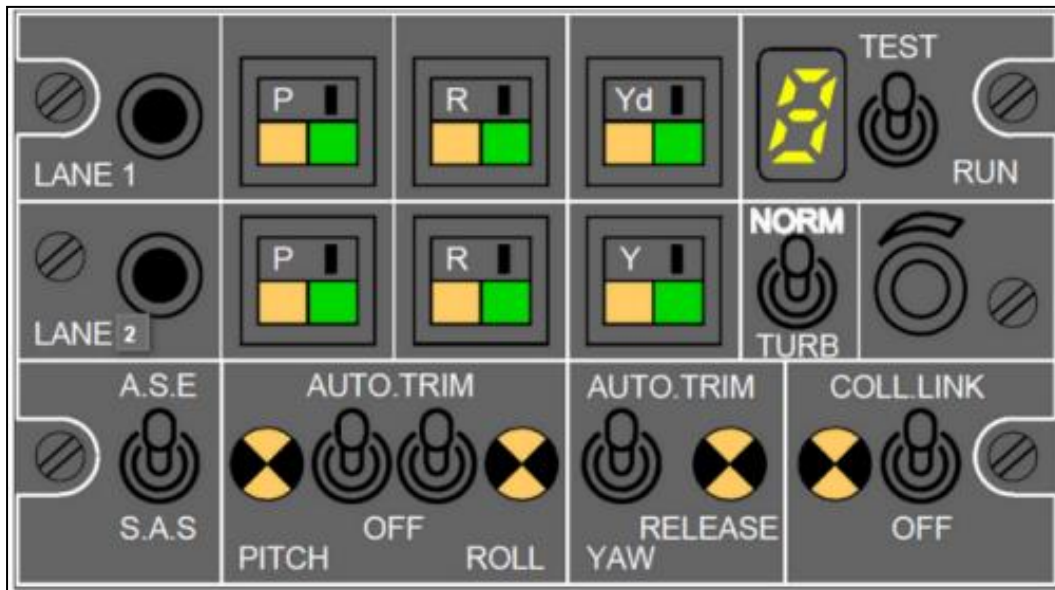 TEST
P
R
Yd
8
LANE 1
RUN
NORM
P
R
Y
LANE 2
TURB
A.S.E
AUTO.TRIM
AUTO.TRIM
COLL.LINK
S.A.S
OFF
RELEASE
OFF
PITCH
ROLL
YAW